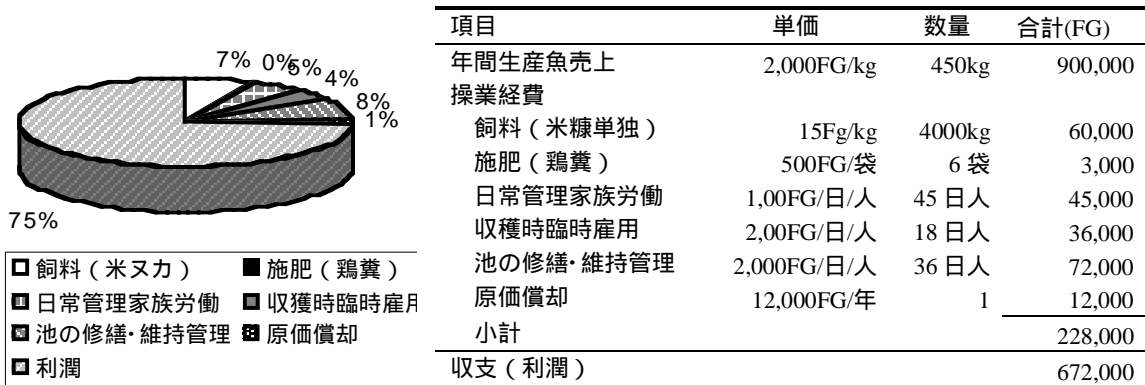 7% 0% 5% 4%
8%
1%
75%
□ 飼料（米ヌカ） ■ 施肥（鶏糞）
日常管理家族労働 収獲時臨時雇用
池の修繕・維持管理 原価償却
利潤
項目 単価 数量 合計(FG)
年間生産魚売上 2,000FG/kg 450kg 900,000
操業経費
飼料（米糠単独） 15Fg/kg 4000kg 60,000
施肥（鶏糞） 500FG/袋 6 袋 3,000
日常管理家族労働 1,00FG/日/人 45 日人 45,000
収穫時臨時雇用 2,00FG/日/人 18 日人 36,000
池の修繕・維持管理 2,000FG/日/人 36 日人 72,000
原価償却 12,000FG/年 1 12,000
小計 228,000
収支（利潤） 672,000